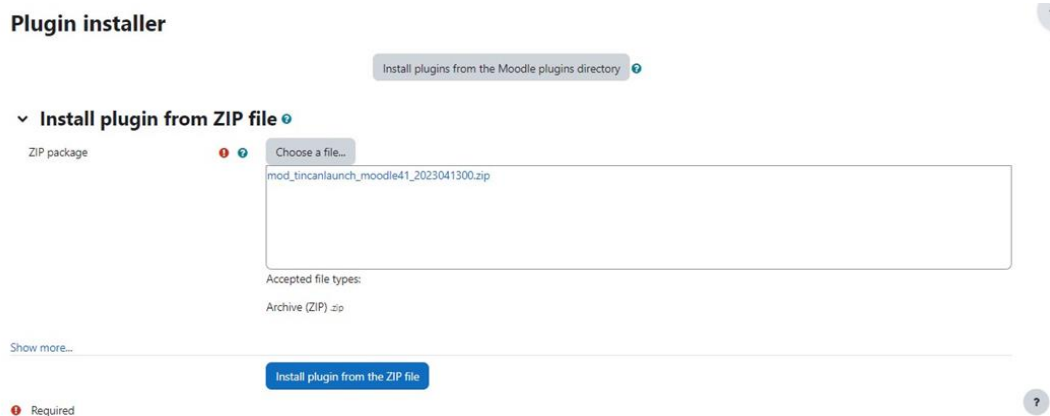 Plugin installer
Install plugins from the Moodle plugins directory
Install plugin from ZIP file
ZIP package
Choose a file...
mod_tincanlaunch_moodle41_2023041300.zip
Accepted file types:
Archive (ZIP) .zip
Show more...
Install plugin from the ZIP file
Required
?